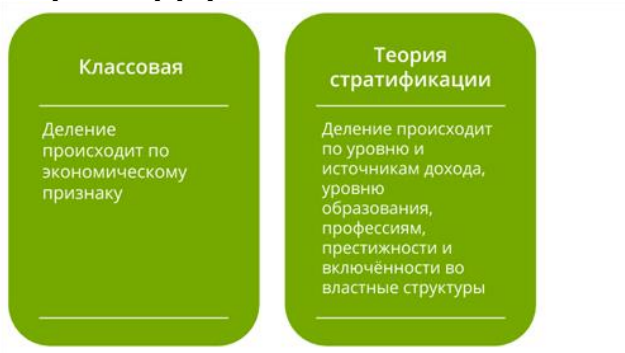 Классовая
Деление
происходит по
экономическому
признаку
Теория
стратификации
Деление происходит
по уровню и
источникам дохода,
уровню
образования,
профессиям,
престижности и
включённости во
властные структуры